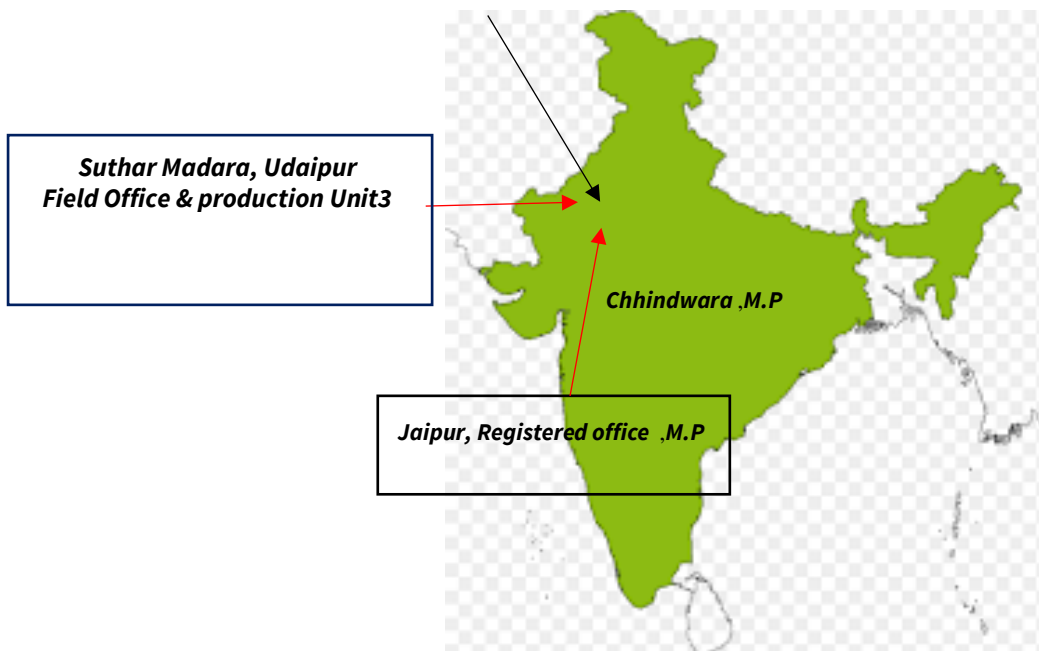 Suthar Madara, Udaipur
Field Office & production Unit3
Chhindwara ,M.P
Jaipur, Registered office ,M.P